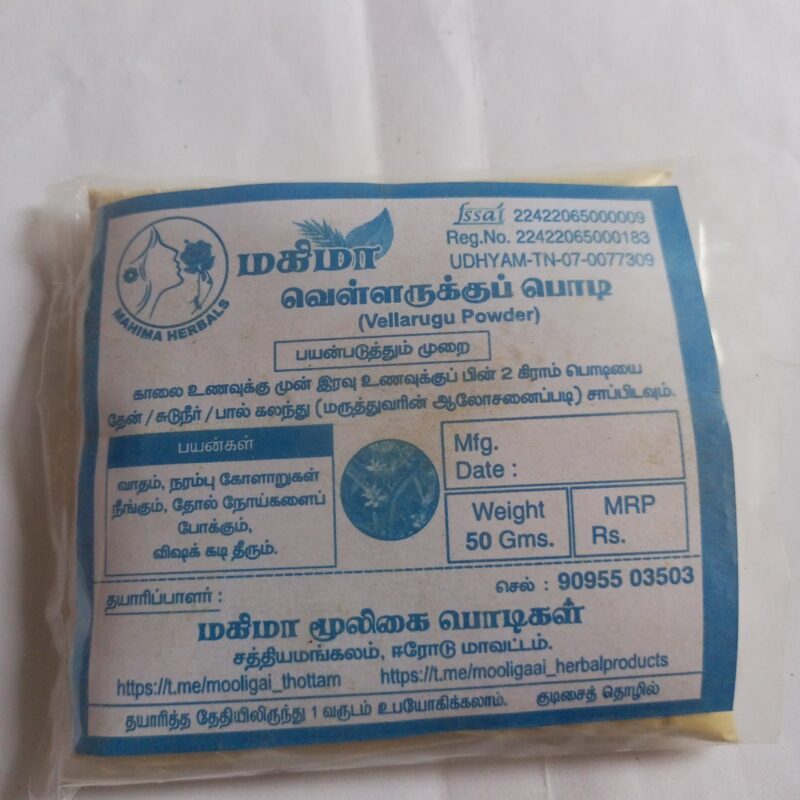 fssai 22422065000009
Reg.No. 22422065000183
UDHYAM-TN-07-0077309
MAHIMA HERBALS
மகிமா
வெள்ளருக்குப் பொடி
(Vellarugu Powder)
பயன்படுத்தும் முறை
காலை உணவுக்கு முன் இரவு உணவுக்குப் பின் 2 கிராம் பொடியை
தேன் / சுடுநீர் / பால் கலந்து (மருத்துவரின் ஆலோசனைப்படி) சாப்பிடவும்.
பயன்கள்
வாதம், நரம்பு கோளாறுகள்
நீங்கும், தோல் நோய்களைப்
போக்கும்,
விஷக் கடி தீரும்.
Mfg.
Date :
Weight
50 Gms.
MRP
Rs.
தயாரிப்பாளர் :
செல் : 90955 03503
மகிமா மூலிகை பொடிகள்
சத்தியமங்கலம், ஈரோடு மாவட்டம்.
https://t.me/mooligai_thottam https://t.me/mooligaai_herbalproducts
தயாரித்த தேதியிலிருந்து 1 வருடம் உபயோகிக்கலாம். குடிசைத் தொழில்